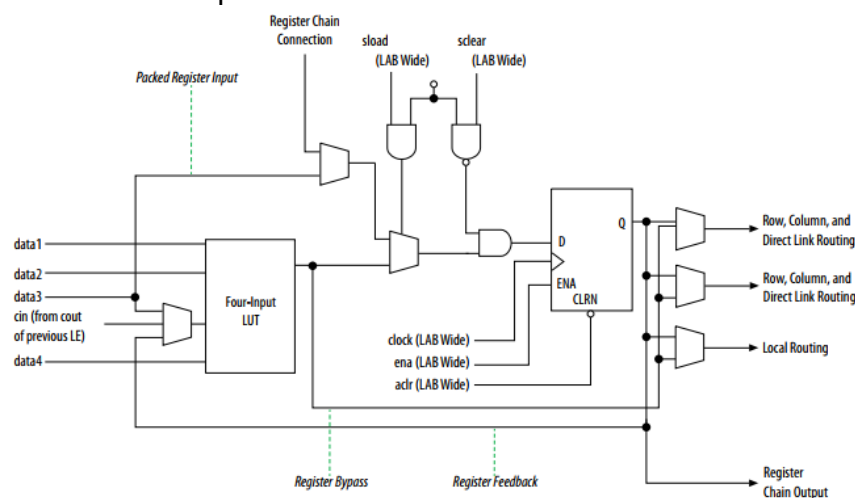 Register Chain
Connection
sload
(LAB Wide)
sclear
(LAB Wide)
Packed Register Input
data1
data2
data3
cin (from cout
of previous LE)
data4
Four-Input
LUT
D
Q
ENA
CLRN
clock (LAB Wide)
ena (LAB Wide)
aclr (LAB Wide)
Row, Column, and
Direct Link Routing
Row, Column, and
Direct Link Routing
Local Routing
Register Bypass
Register Feedback
Register
Chain Output